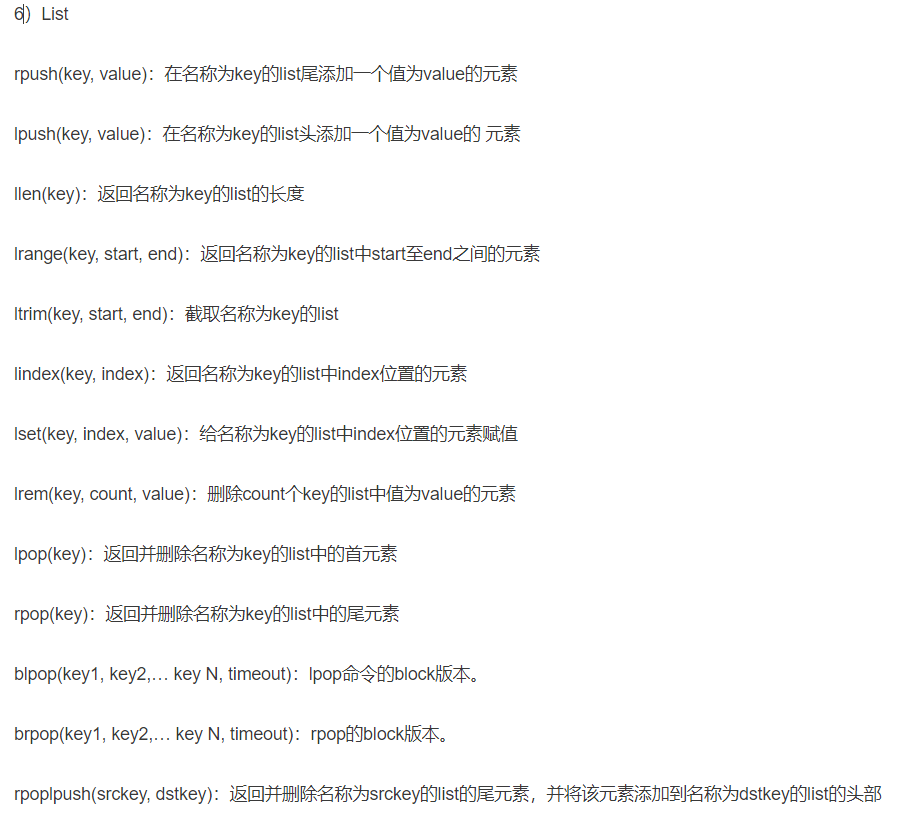 6）List
rpush(key, value)：在名称为key的list尾添加一个值为value的元素
lpush(key, value)：在名称为key的list头添加一个值为value的 元素
llen(key)：返回名称为key的list的长度
lrange(key, start, end)：返回名称为key的list中start至end之间的元素
ltrim(key, start, end)：截取名称为key的list
lindex(key, index)：返回名称为key的list中index位置的元素
lset(key, index, value)：给名称为key的list中index位置的元素赋值
lrem(key, count, value)：删除count个key的list中值为value的元素
lpop(key)：返回并删除名称为key的list中的首元素
rpop(key)：返回并删除名称为key的list中的尾元素
blpop(key1, key2,… key N, timeout)：lpop命令的block版本。
brpop(key1, key2,… key N, timeout)：rpop的block版本。
rpoplpush(srckey, dstkey)：返回并删除名称为srckey的list的尾元素，并将该元素添加到名称为dstkey的list的头部